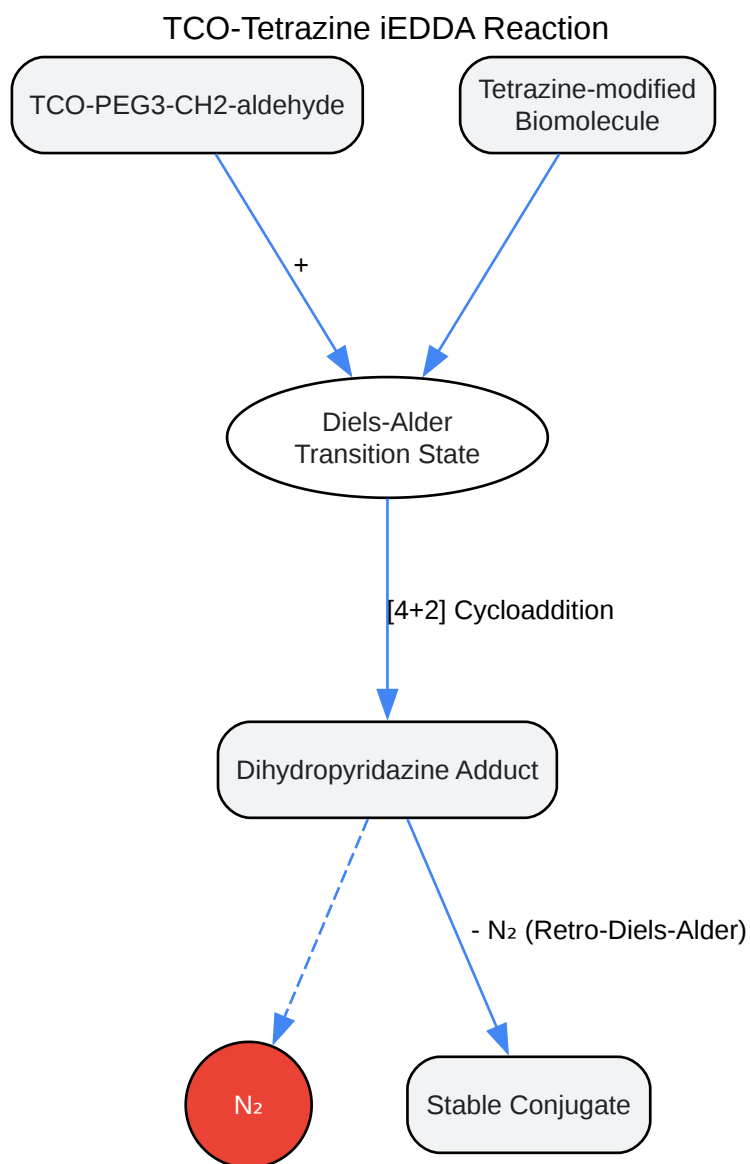 TCO-Tetrazine iEDDA Reaction
TCO-PEG3-CH2-aldehyde
Tetrazine-modified
Biomolecule
+
Diels-Alder
Transition State
[4+2] Cycloaddition
Dihydropyridazine Adduct
- N₂ (Retro-Diels-Alder)
N₂
Stable Conjugate